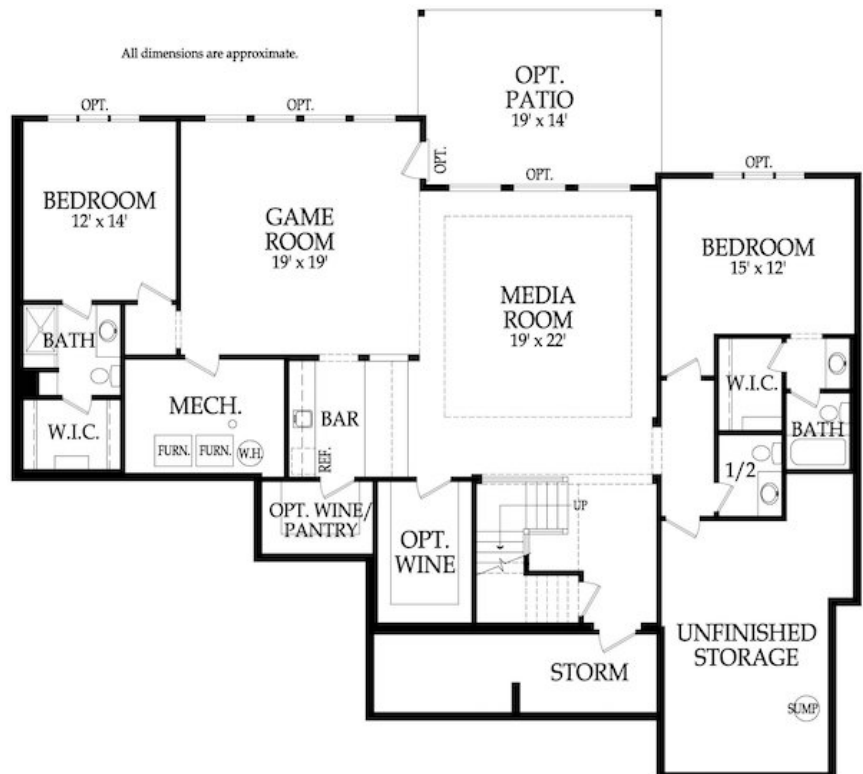 All dimensions are approximate.
OPT.
PATIO
19' x 14'
OPT.
OPT.
OPT.
OPT.
OPT.
BEDROOM
12' x 14'
GAME
ROOM
19' x 19'
BEDROOM
15' x 12'
MEDIA
ROOM
19' x 22'
BATH
W.I.C.
MECH.
FURN.
FURN.
W.H.
BAR
REF.
W.I.C.
BATH
1/2
OPT. WINE/
PANTRY
OPT.
WINE
UP
UNFINISHED
STORAGE
STORM
SUMP